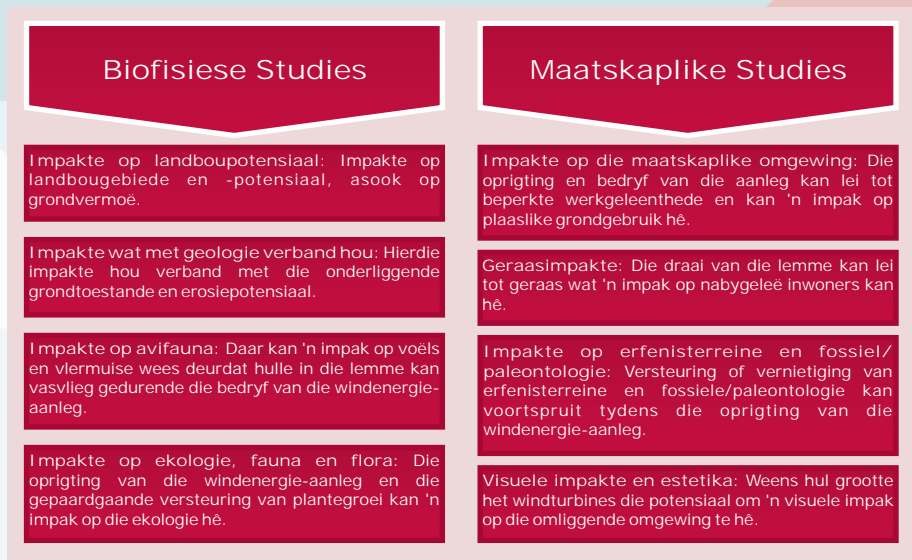 Biofisiese Studies
Impakte op landboupotensiaal: Impakte op
landbougebiede en -potensiaal, asook op
grondvermoë.
Impakte wat met geologie verband hou: Hierdie
impakte hou verband met die onderliggende
grondtoestande en erosiepotensiaal.
Impakte op avifauna: Daar kan 'n impak op voëls
en vlermuise wees deurdat hulle in die lemme kan
vasvlieg gedurende die bedryf van die windenergie-
aanleg.
Impakte op ekologie, fauna en flora: Die
oprigting van die windenergie-aanleg en die
gepaardgaande versteuring van plantegroei kan 'n
impak op die ekologie hê.
Maatskaplike Studies
Impakte op die maatskaplike omgewing: Die
oprigting en bedryf van die aanleg kan lei tot
beperkte werkgeleenthede en kan 'n impak op
plaaslike grondgebruik hê.
Geraasimpakte: Die draai van die lemme kan lei
tot geraas wat 'n impak op nabygeleë inwoners kan
hê.
Impakte op erfenisterreine en fossiel/
paleontologie: Versteuring of vernietiging van
erfenisterreine en fossiele/paleontologie kan
voortspruit tydens die oprigting van die
windenergie-aanleg.
Visuele impakte en estetika: Weens hul grootte
het windturbines die potensiaal om 'n visuele impak
op die omliggende omgewing te hê.